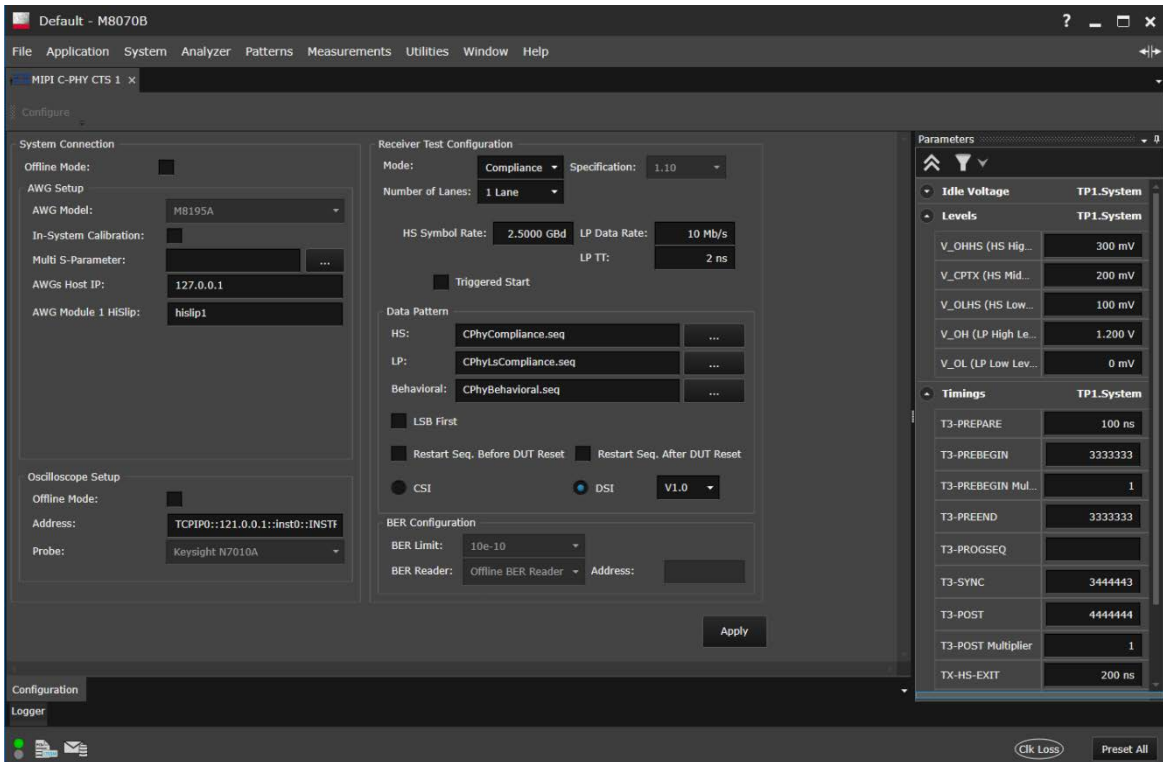 Default - M8070B
?
File Application System Analyzer Patterns Measurements Utilities Window Help
MIPI C-PHY CTS 1
Configure
System Connection
Offline Mode:
AWG Setup
AWG Model: M8195A
In-System Calibration:
Multi S-Parameter: ...
AWGs Host IP: 127.0.0.1
AWG Module 1 HiSlip: hislip1
Oscilloscope Setup
Offline Mode:
Address: TCPIP0::121.0.0.1::inst0::INSTF
Probe: Keysight N7010A
Receiver Test Configuration
Mode: Compliance Specification: 1.10
Number of Lanes: 1 Lane
HS Symbol Rate: 2.5000 GBd LP Data Rate: 10 Mb/s
LP TT: 2 ns
Triggered Start
Data Pattern
HS: CPhyCompliance.seq ...
LP: CPhyLsCompliance.seq ...
Behavioral: CPhyBehavioral.seq ...
LSB First
Restart Seq. Before DUT Reset Restart Seq. After DUT Reset
CSI DSI V1.0
BER Configuration
BER Limit: 10e-10
BER Reader: Offline BER Reader Address:
Apply
Parameters
Idle Voltage TP1.System
Levels TP1.System
V_OHHS (HS Hig... 300 mV
V_CPTX (HS Mid... 200 mV
V_OLHS (HS Low... 100 mV
V_OH (LP High Le... 1.200 V
V_OL (LP Low Lev... 0 mV
Timings TP1.System
T3-PREPARE 100 ns
T3-PREBEGIN 3333333
T3-PREBEGIN Mul... 1
T3-PREEND 3333333
T3-PROGSEQ
T3-SYNC 3444443
T3-POST 4444444
T3-POST Multiplier 1
TX-HS-EXIT 200 ns
Configuration
Logger
Clk Loss Preset All